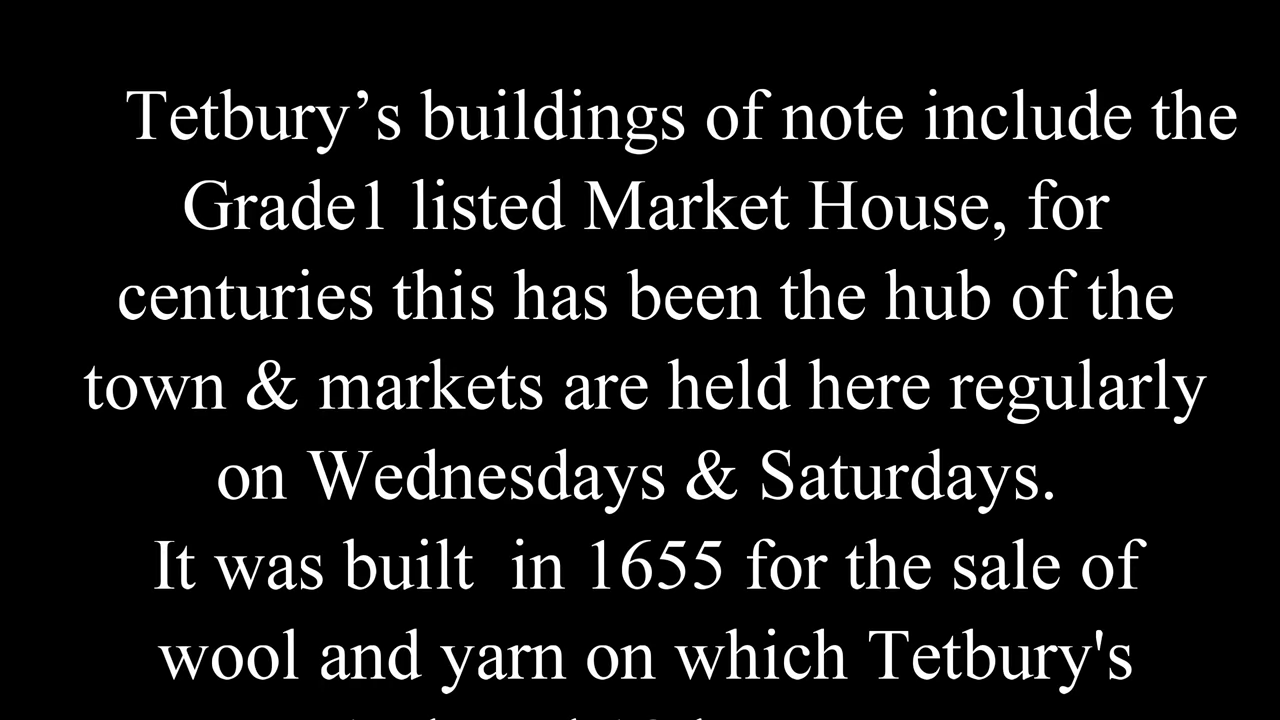 Tetbury’s buildings of note include the
Grade1 listed Market House, for
centuries this has been the hub of the
town & markets are held here regularly
on Wednesdays & Saturdays.
It was built  in 1655 for the sale of
wool and yarn on which Tetbury's